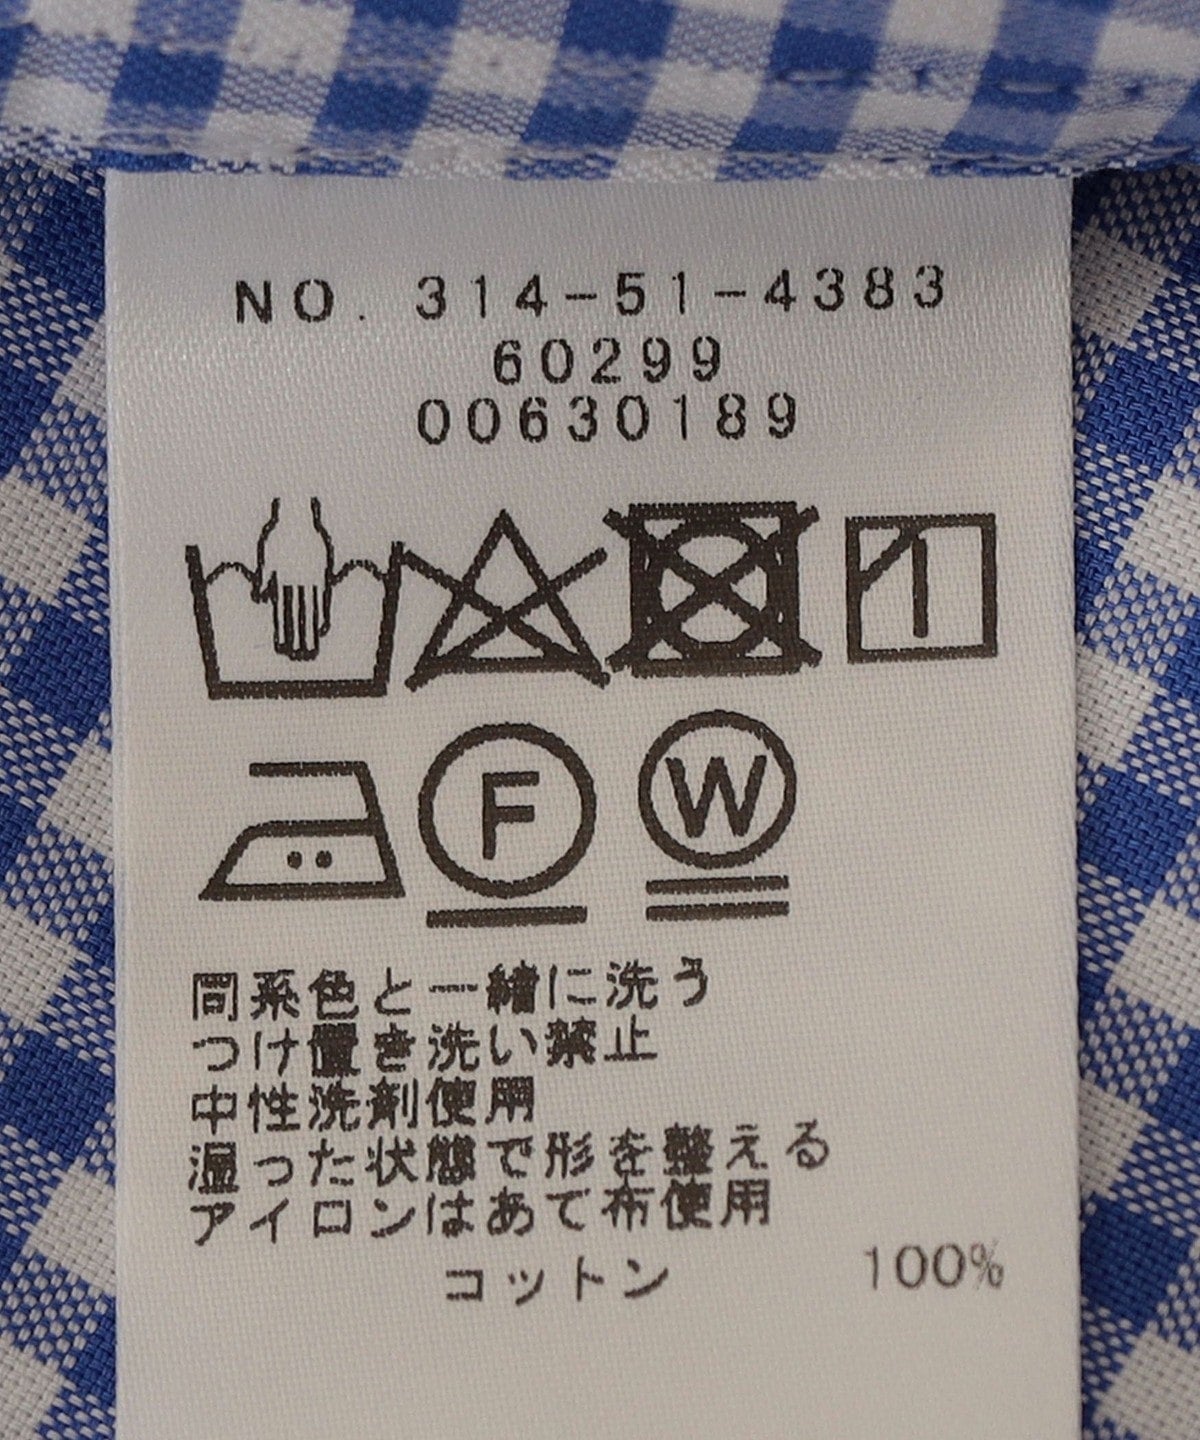 NO. 314-51-4383
60299
00630189
F
W
同系色と一緒に洗う
つけ置き洗い禁止
中性洗剤使用
湿った状態で形を整える
アイロンはあて布使用
コットン 100%